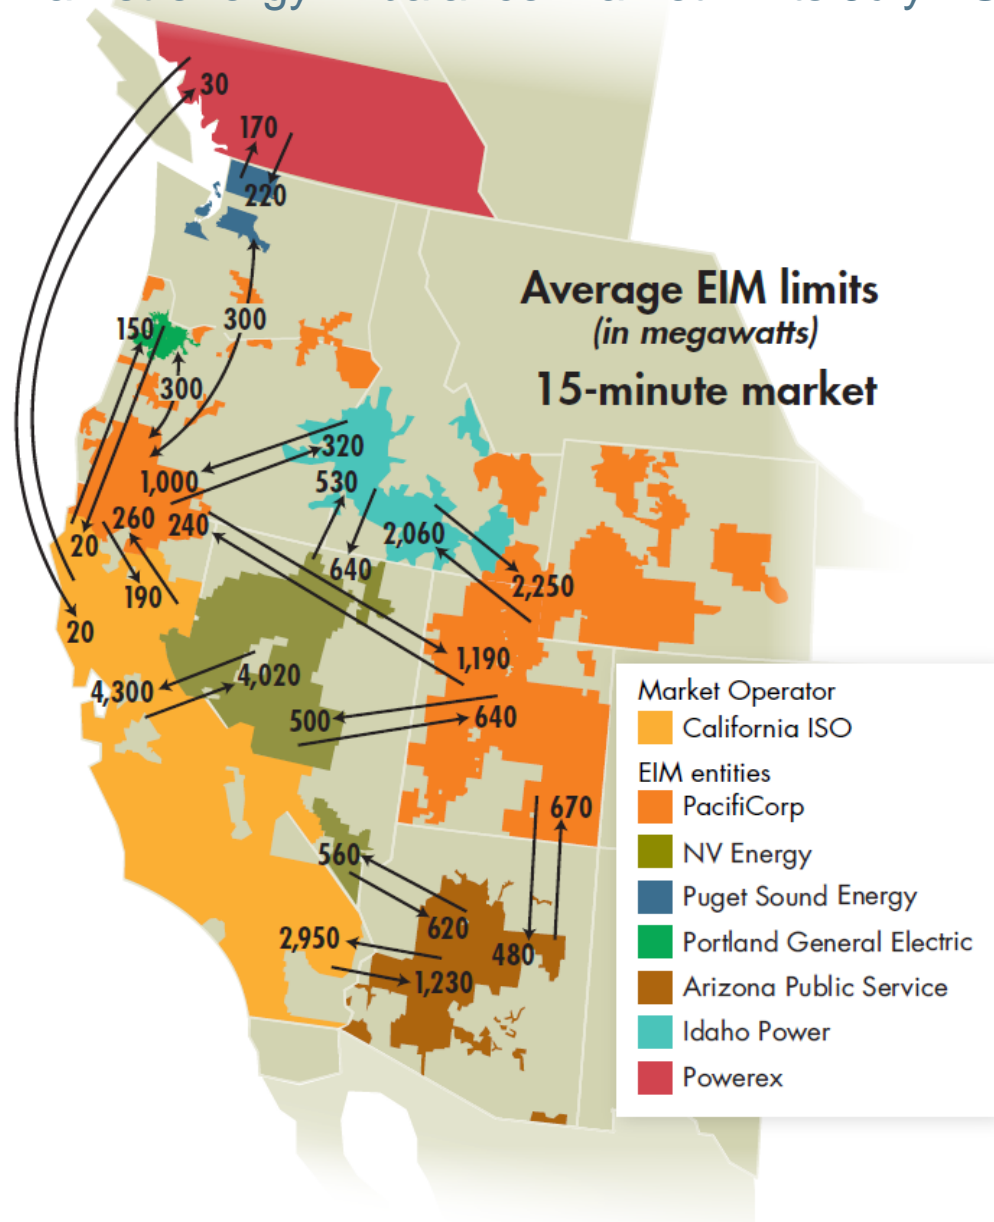 30
170
220
Average EIM limits
(in megawatts)
15-minute market
150
300
300
320
1,000
530
260
240
2,060
20
640
2,250
190
20
1,190
4,020
4,300
500
640
670
560
620
2,950
480
1,230
Market Operator
California ISO
EIM entities
PacifiCorp
NV Energy
Puget Sound Energy
Portland General Electric
Arizona Public Service
Idaho Power
Powerex